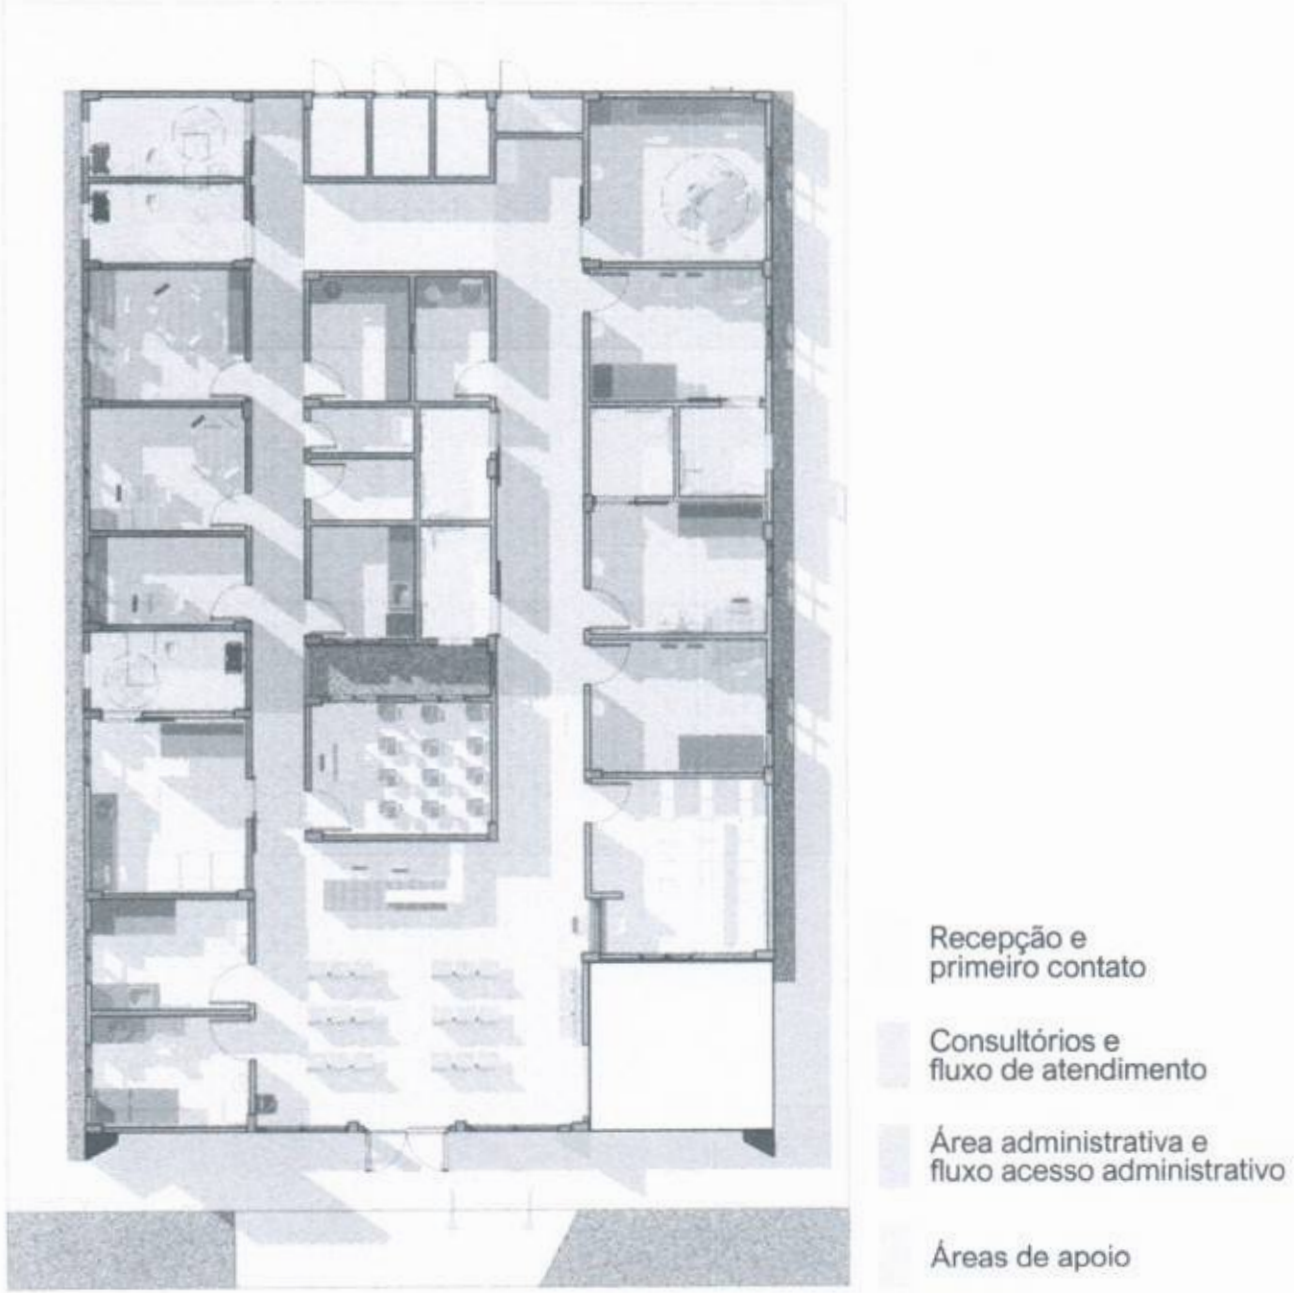 Recepção e
primeiro contato
Consultórios e
fluxo de atendimento
Área administrativa e
fluxo acesso administrativo
Áreas de apoio